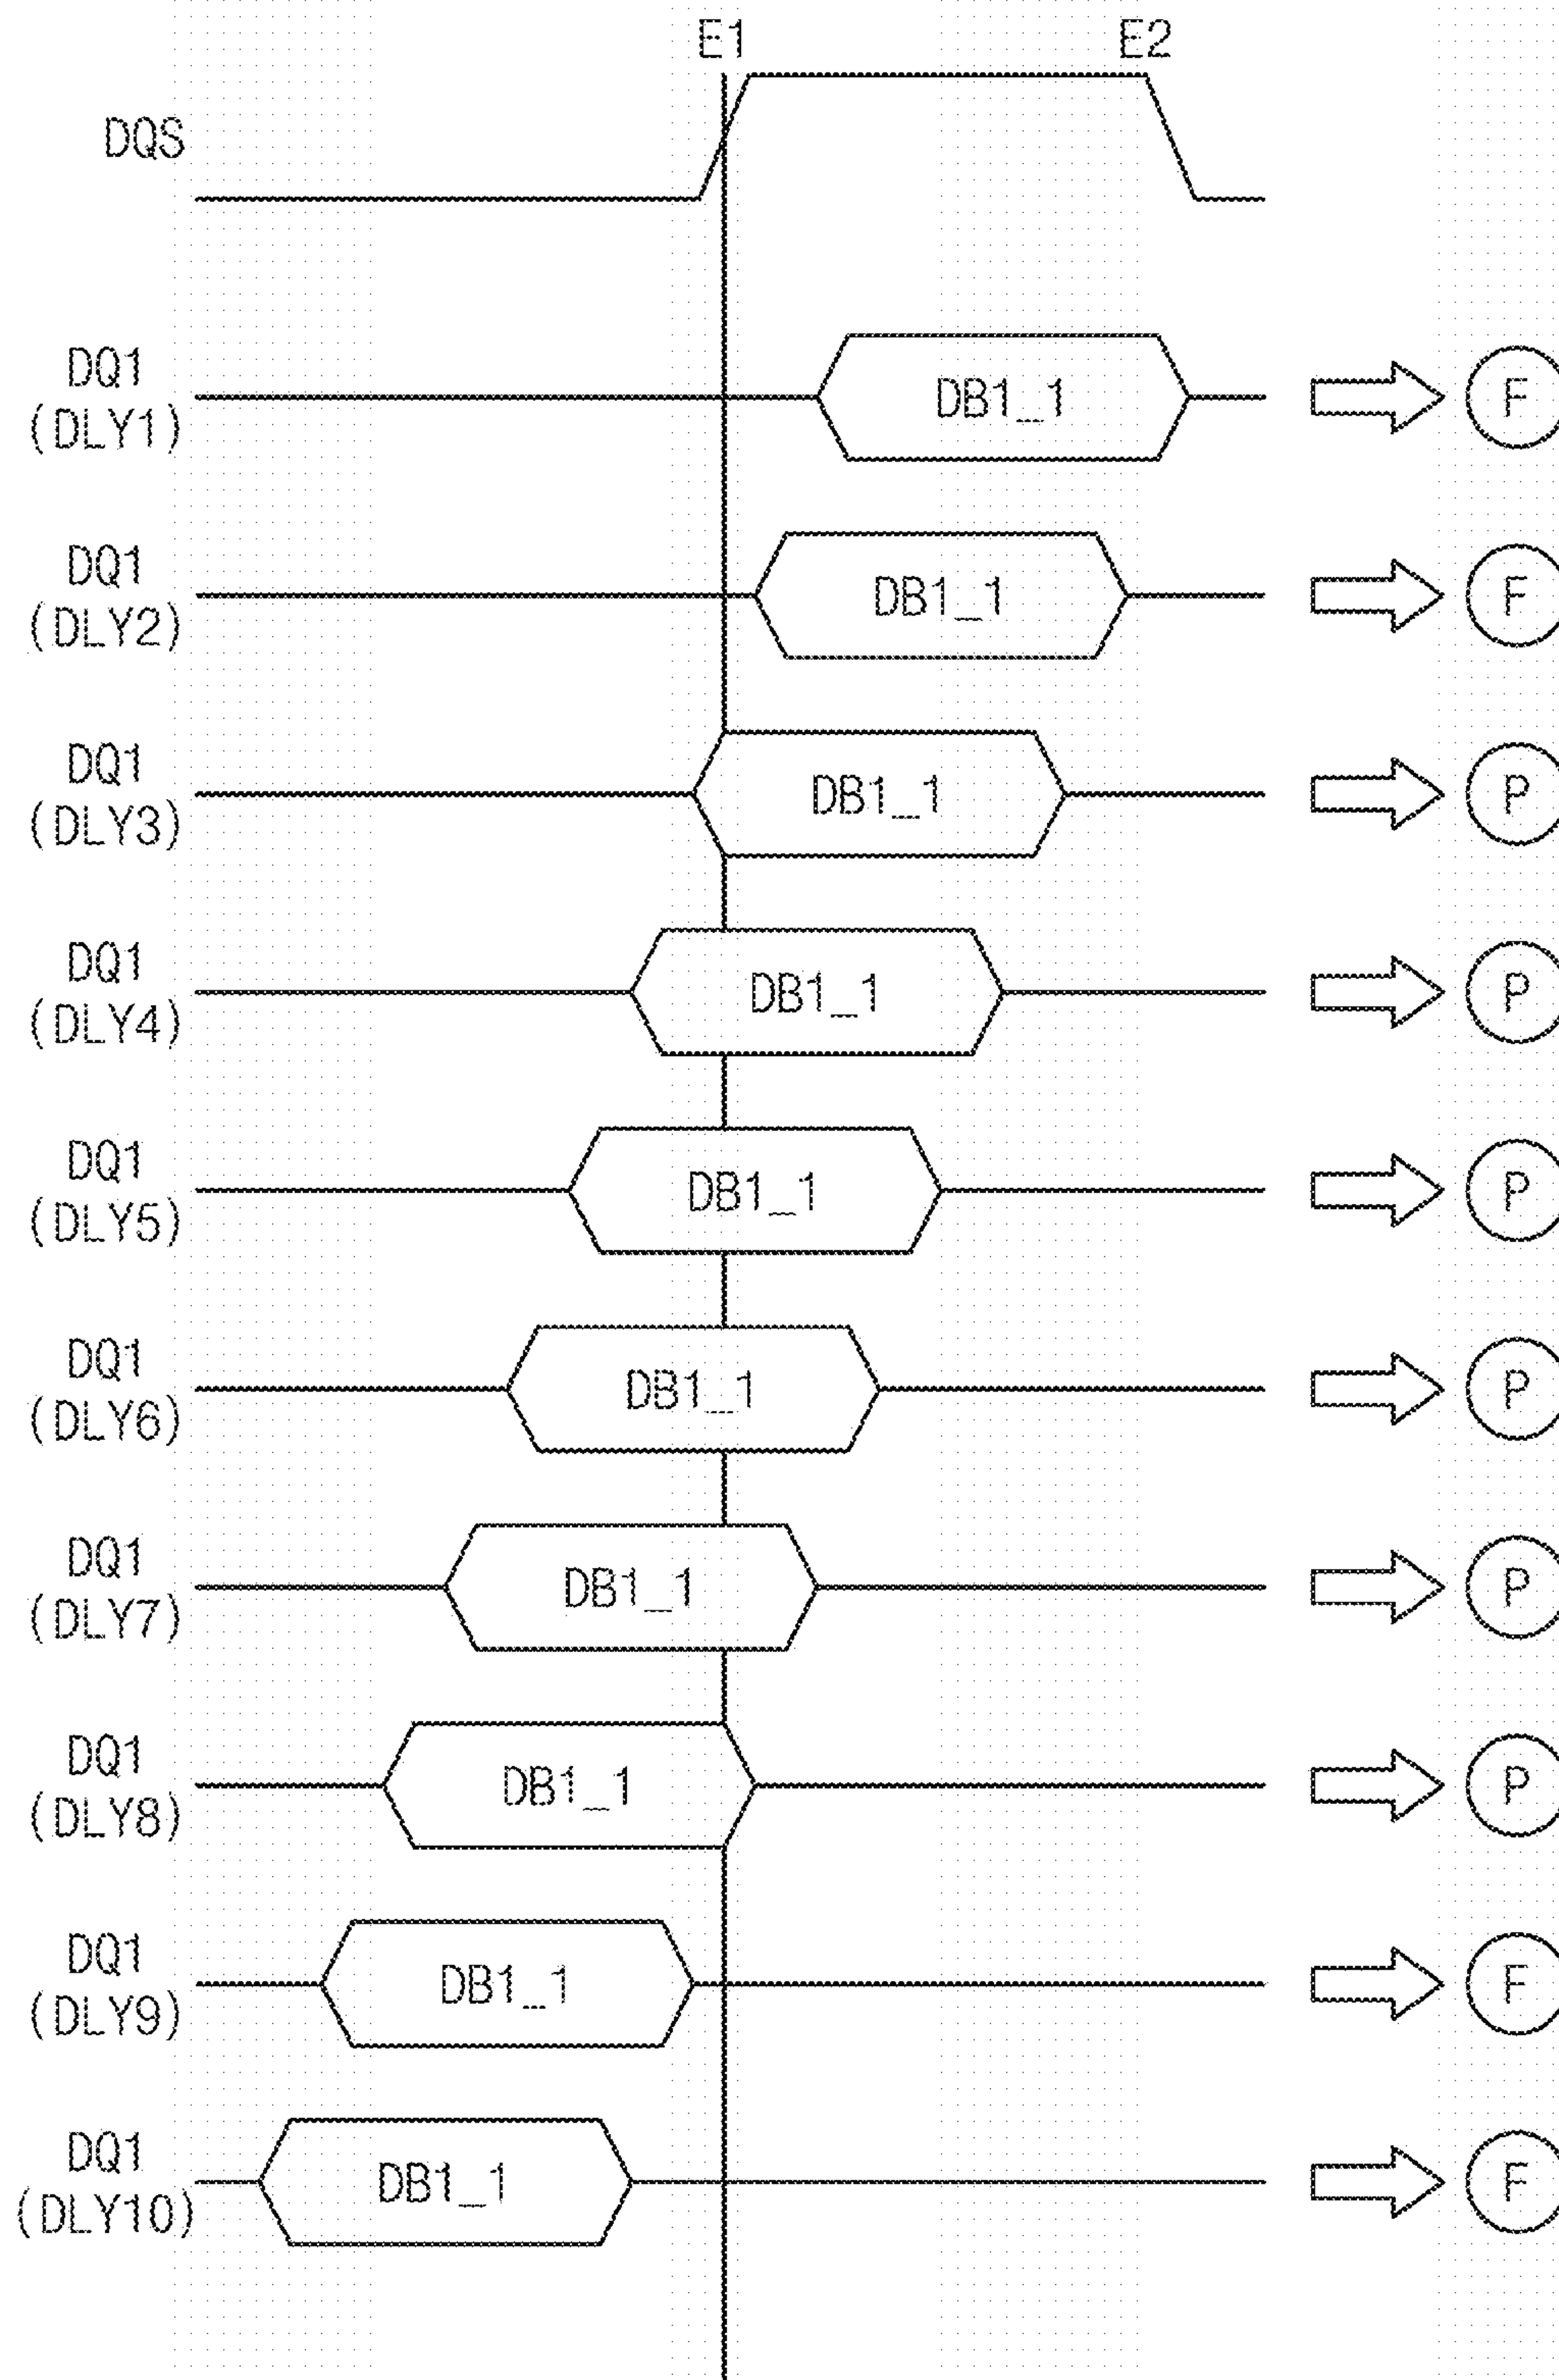 E1 E2
DQS
DQ1
(DLY1)
DB1_1
F
DQ1
(DLY2)
DB1_1
F
DQ1
(DLY3)
DB1_1
P
DQ1
(DLY4)
DB1_1
P
DQ1
(DLY5)
DB1_1
P
DQ1
(DLY6)
DB1_1
P
DQ1
(DLY7)
DB1_1
P
DQ1
(DLY8)
DB1_1
P
DQ1
(DLY9)
DB1_1
F
DQ1
(DLY10)
DB1_1
F